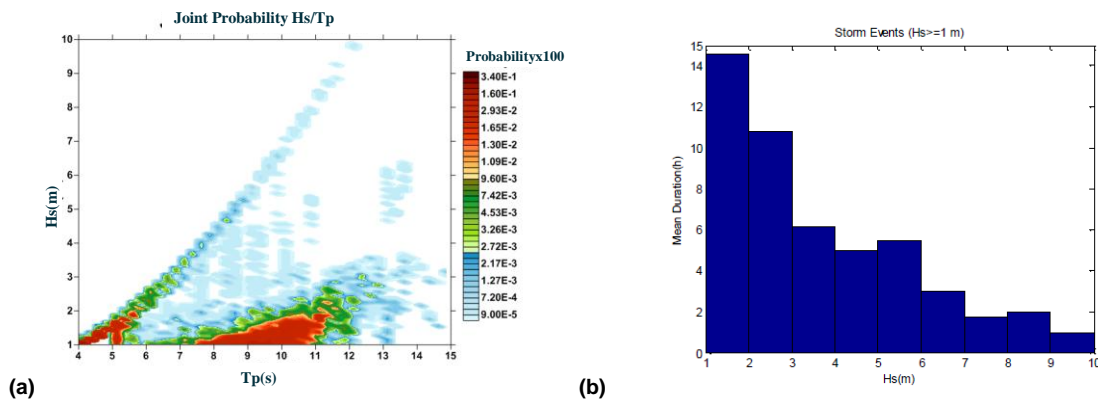 Joint Probability Hs/Tp
10
9
8
7
6
5
4
3
2
1
Hs(m)
4 5 6 7 8 9 10 11 12 13 14 15
Tp(s)
Probabilityx100
3.40E-1
1.60E-1
2.93E-2
1.65E-2
1.30E-2
1.09E-2
9.60E-3
7.42E-3
4.53E-3
3.26E-3
2.72E-3
2.17E-3
1.27E-3
7.20E-4
9.00E-5
(a)
Storm Events (Hs>=1 m)
15
14
12
10
8
6
4
2
0
Mean Duration(h)
1 2 3 4 5 6 7 8 9 10
Hs(m)
(b)